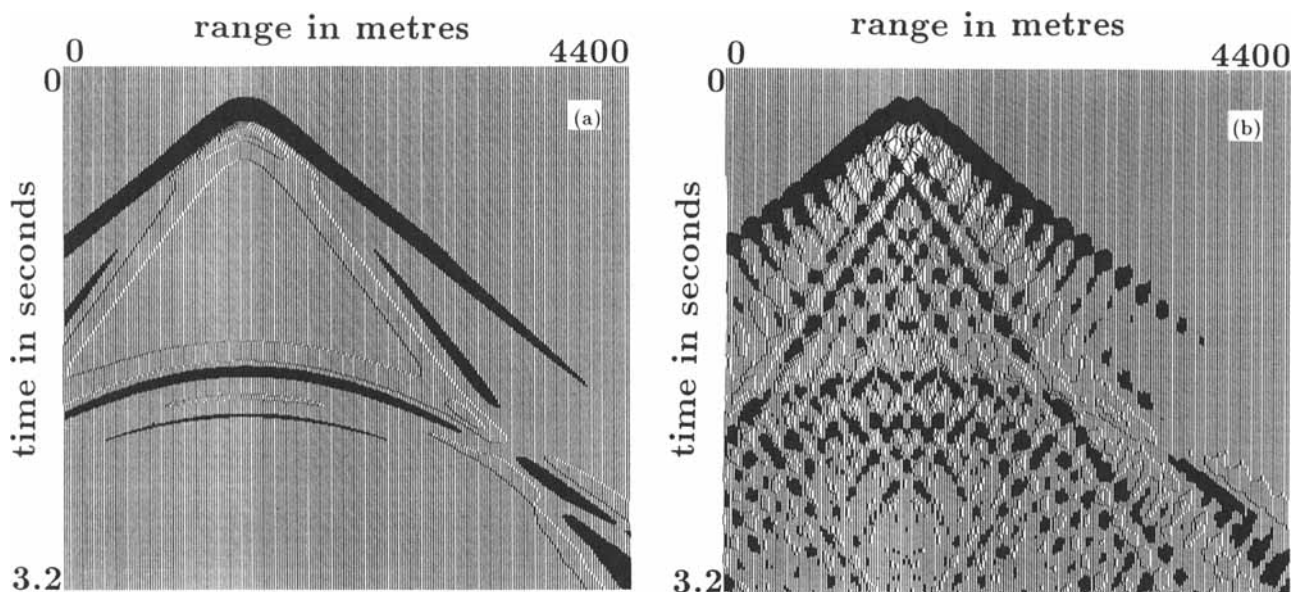 range in metres
0 4400
0
(a)
time in seconds
3.2
range in metres
0 4400
0
(b)
time in seconds
3.2